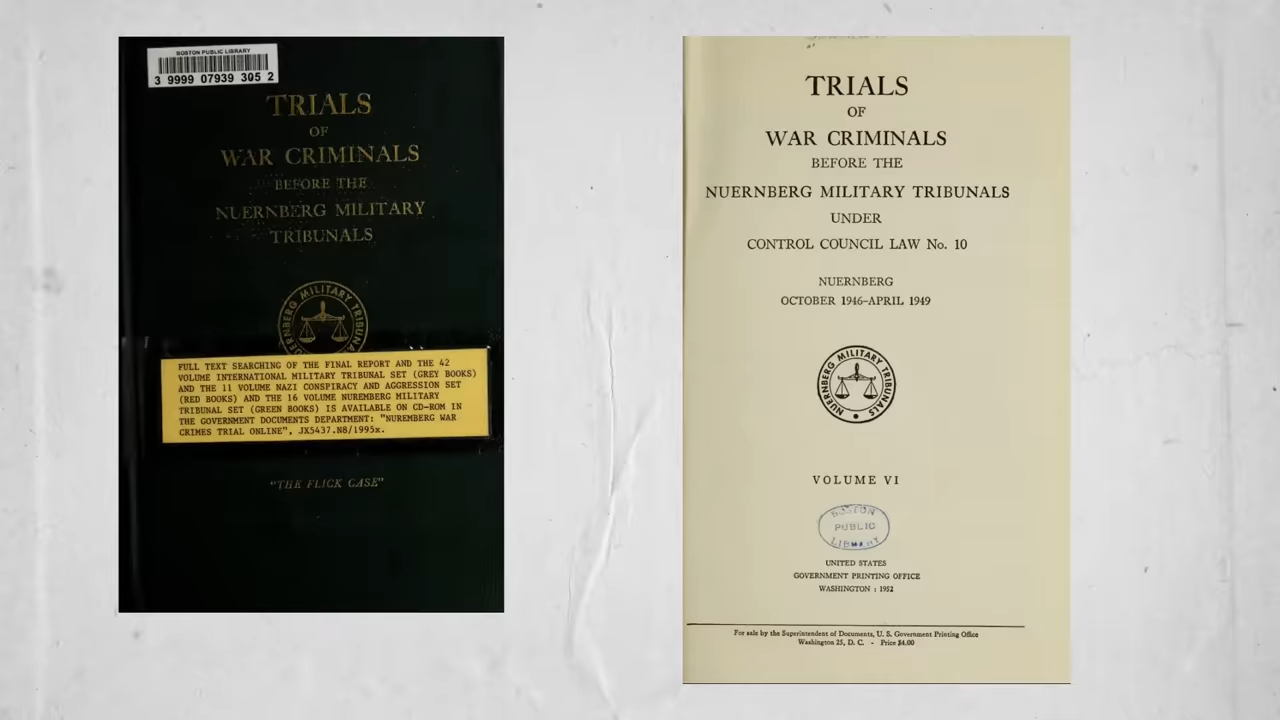 BOSTON PUBLIC LIBRARY
3 9999 07939 305 2
TRIALS
OF
WAR CRIMINALS
BEFORE THE
NUERNBERG MILITARY
TRIBUNALS
NUERNBERG MILITARY TRIBUNALS
FULL TEXT SEARCHING OF THE FINAL REPORT AND THE 42
VOLUME INTERNATIONAL MILITARY TRIBUNAL SET (GREY BOOKS)
AND THE 11 VOLUME NAZI CONSPIRACY AND AGGRESSION SET
(RED BOOKS) AND THE 16 VOLUME NUREMBERG MILITARY
TRIBUNAL SET (GREEN BOOKS) IS AVAILABLE ON CD-ROM IN
THE GOVERNMENT DOCUMENTS DEPARTMENT: "NUREMBERG WAR
CRIMES TRIAL ONLINE", JX5437.N8/1995x.
"THE FLICK CASE"
TRIALS
OF
WAR CRIMINALS
BEFORE THE
NUERNBERG MILITARY TRIBUNALS
UNDER
CONTROL COUNCIL LAW No. 10
NUERNBERG
OCTOBER 1946–APRIL 1949
NUERNBERG MILITARY TRIBUNALS
VOLUME VI
BOSTON
PUBLIC
LIBRARY
UNITED STATES
GOVERNMENT PRINTING OFFICE
WASHINGTON : 1952
For sale by the Superintendent of Documents, U. S. Government Printing Office
Washington 25, D. C. - Price $4.00